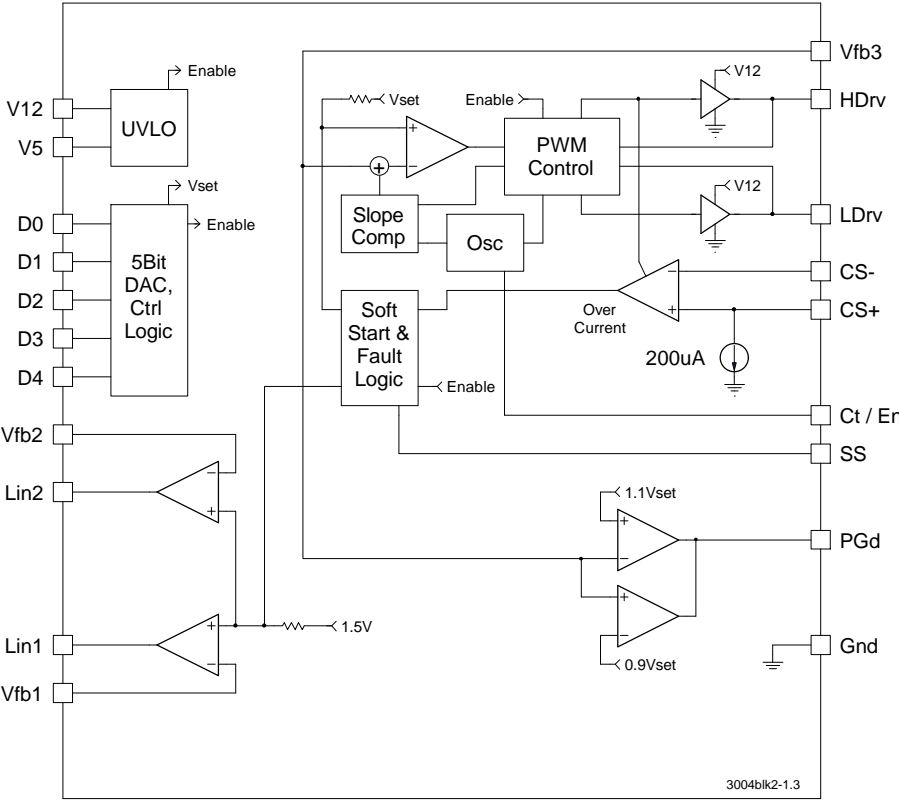 Enable
V12
V5
UVLO
Vset
Enable
D0
D1
D2
D3
D4
5Bit
DAC,
Ctrl
Logic
Vfb2
Lin2
Lin1
Vfb1
+
−
+
−
1.5V
Vset
Enable
+
−
+
PWM
Control
Slope
Comp
Osc
Soft
Start &
Fault
Logic
Enable
V12
V12
−
+
Over
Current
200uA
1.1Vset
+
−
+
−
0.9Vset
Vfb3
HDrv
LDrv
CS-
CS+
Ct / En
SS
PGd
Gnd
3004blk2-1.3